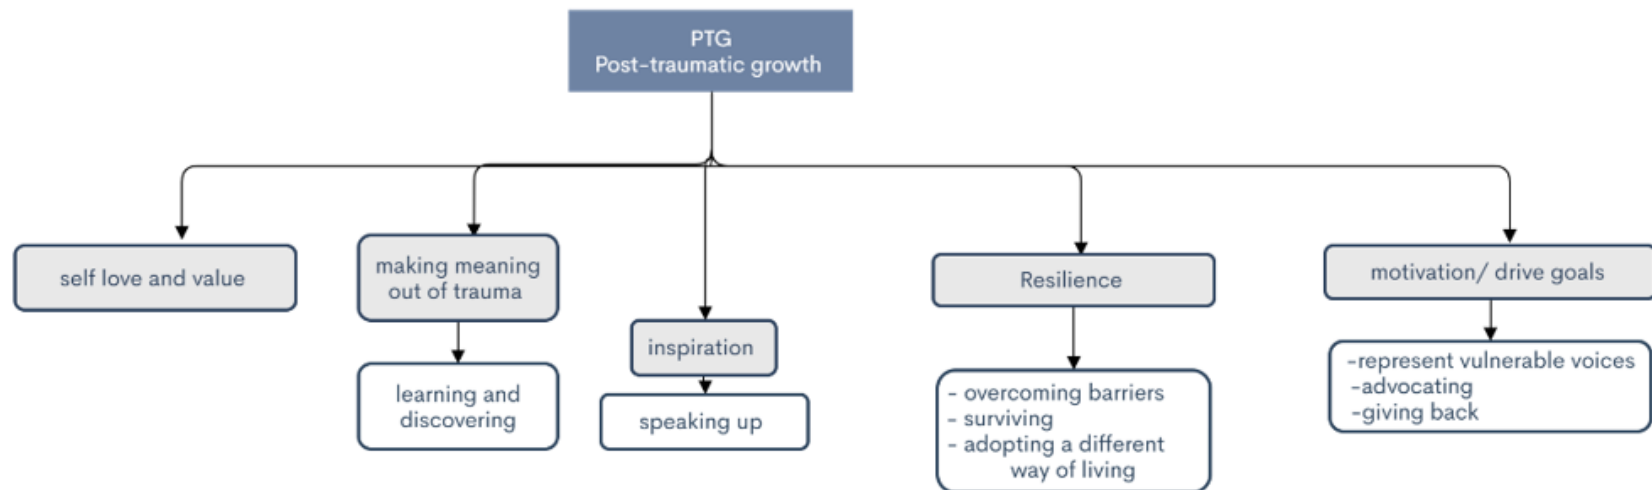 PTG
Post-traumatic growth
self love and value
making meaning
out of trauma
learning and
discovering
inspiration
speaking up
Resilience
- overcoming barriers
- surviving
- adopting a different
way of living
motivation/ drive goals
-represent vulnerable voices
-advocating
-giving back